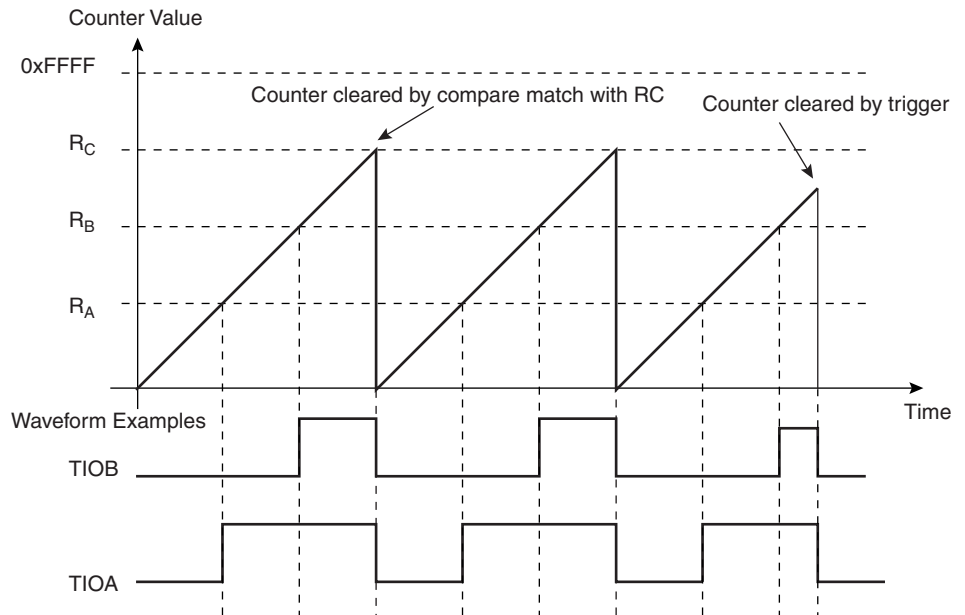 Counter Value
0xFFFF
Counter cleared by compare match with RC
Counter cleared by trigger
RC
RB
RA
Time
Waveform Examples
TIOB
TIOA